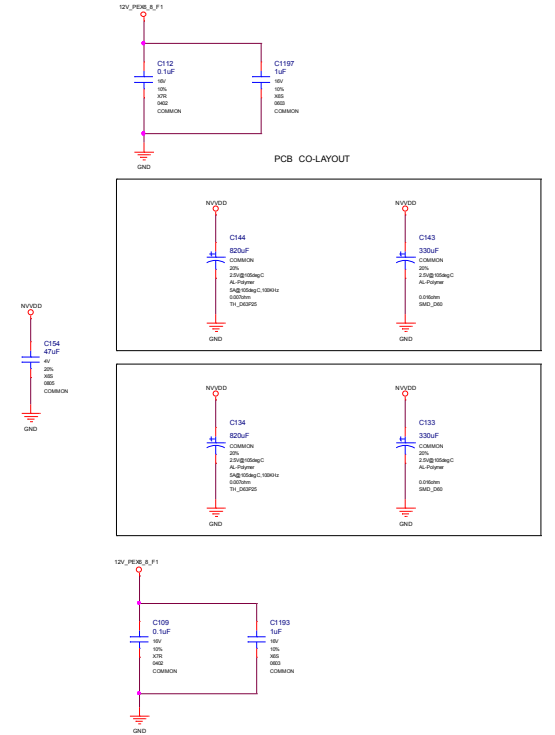 12V_PEX6_8_F1
C112
0.1uF
16V
10%
X7R
0402
COMMON
C1197
1uF
16V
10%
X6S
0603
COMMON
GND
PCB CO-LAYOUT
NVVDD
C144
820uF
COMMON
20%
2.5V@105degC
AL-Polymer
5A@105degC,100KHz
0.007ohm
TH_D63P25
GND
NVVDD
C143
330uF
COMMON
20%
2.5V@105degC
AL-Polymer
0.016ohm
SMD_D60
GND
NVVDD
C154
47uF
4V
20%
X6S
0805
COMMON
GND
NVVDD
C134
820uF
COMMON
20%
2.5V@105degC
AL-Polymer
5A@105degC,100KHz
0.007ohm
TH_D63P25
GND
NVVDD
C133
330uF
COMMON
20%
2.5V@105degC
AL-Polymer
0.016ohm
SMD_D60
GND
12V_PEX6_8_F1
C109
0.1uF
16V
10%
X7R
0402
COMMON
C1193
1uF
16V
10%
X6S
0603
COMMON
GND